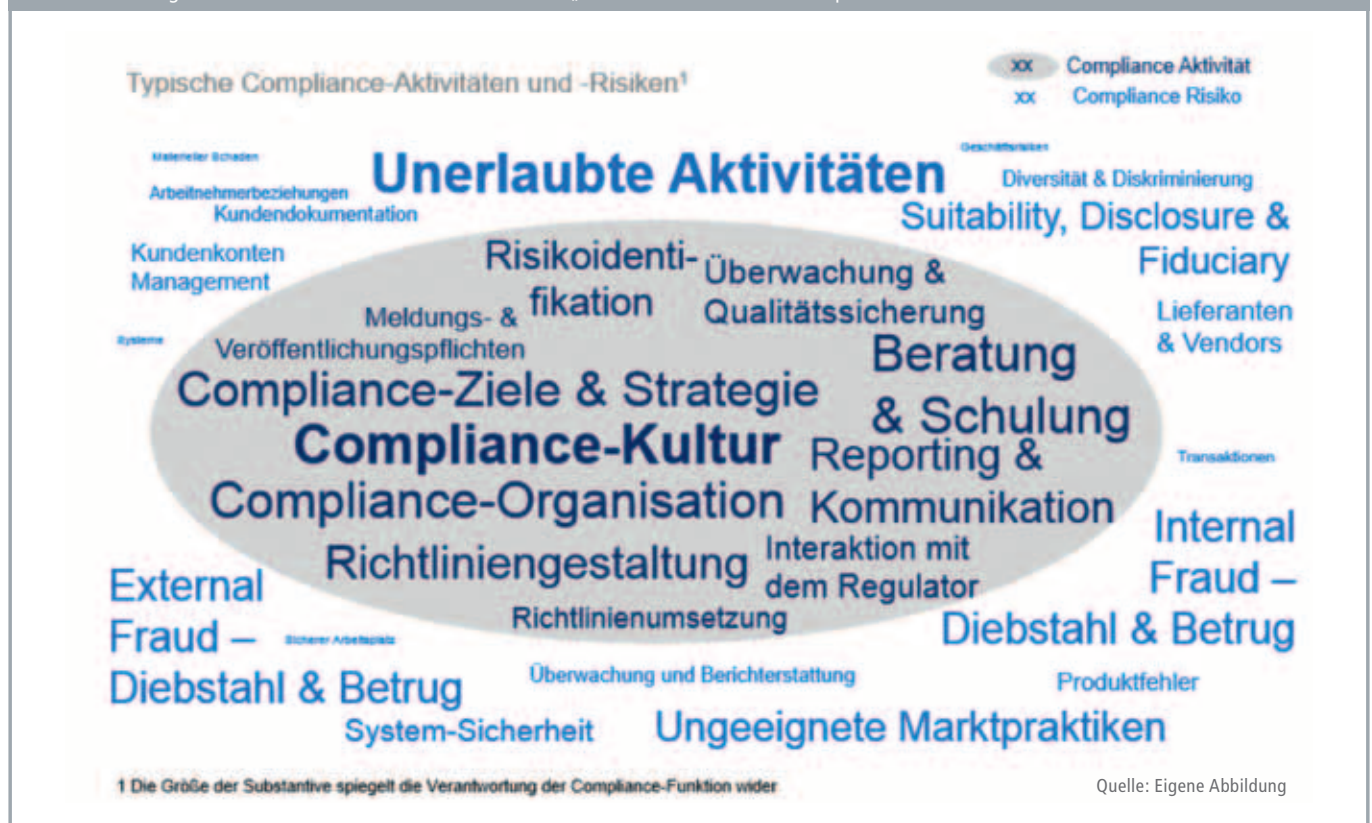 Typische Compliance-Aktivitäten und -Risiken¹
xx Compliance Aktivität
xx Compliance Risiko
Materieller Schaden
Unerlaubte Aktivitäten
Geschäftsrisiken
Arbeitnehmerbeziehungen
Diversität & Diskriminierung
Kundendokumentation
Suitability, Disclosure &
Fiduciary
Kundenkonten
Management
Risikoidenti-
fikation
Überwachung &
Qualitätssicherung
Lieferanten
& Vendors
Meldungs- &
Veröffentlichungspflichten
Systeme
Beratung
& Schulung
Compliance-Ziele & Strategie
Compliance-Kultur
Reporting &
Kommunikation
Transaktionen
Compliance-Organisation
Internal
Fraud –
Diebstahl & Betrug
Richtliniengestaltung
Interaktion mit
dem Regulator
External
Fraud –
Diebstahl & Betrug
Richtlinienumsetzung
Sicherer Arbeitsplatz
Überwachung und Berichterstattung
Produktfehler
System-Sicherheit
Ungeeignete Marktpraktiken
1 Die Größe der Substantive spiegelt die Verantwortung der Compliance-Funktion wider
Quelle: Eigene Abbildung